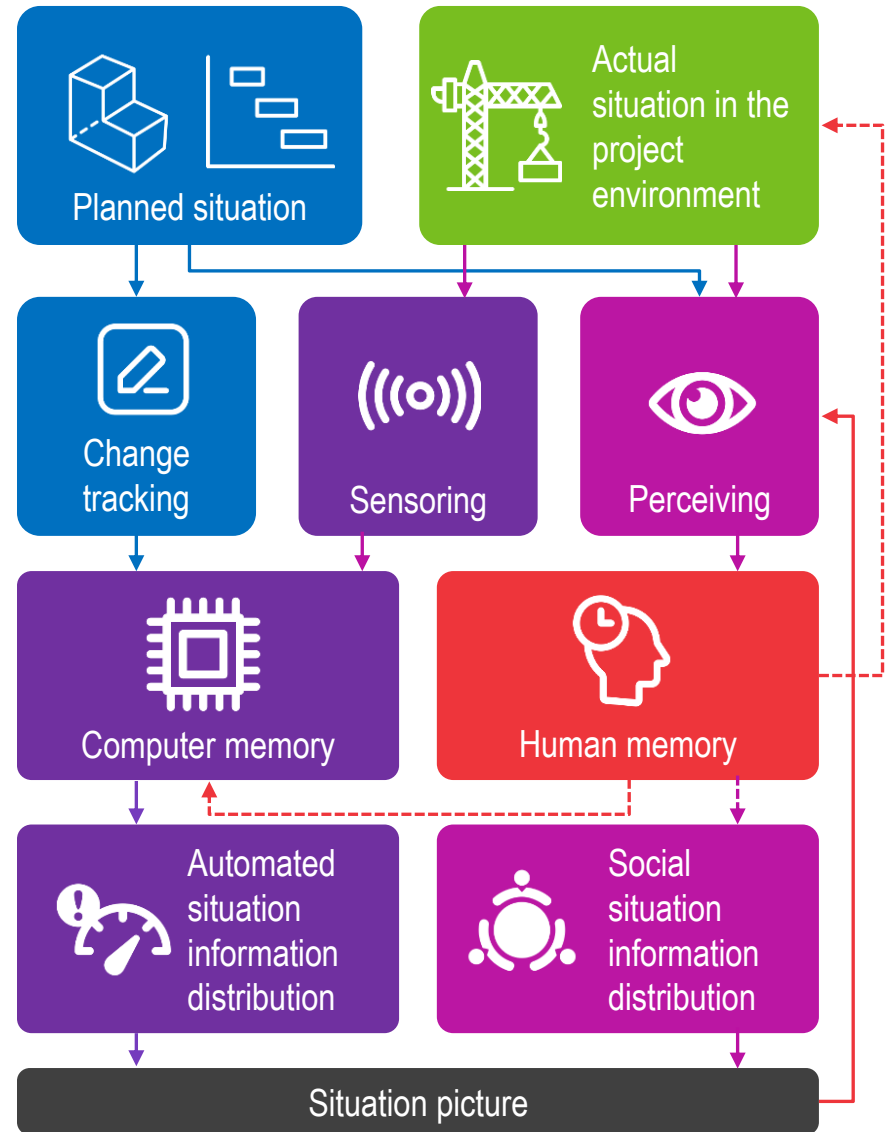 Planned situation
Actual
situation in the
project
environment
Change
tracking
Sensoring
Perceiving
Computer memory
Human memory
Automated
situation
information
distribution
Social
situation
information
distribution
Situation picture